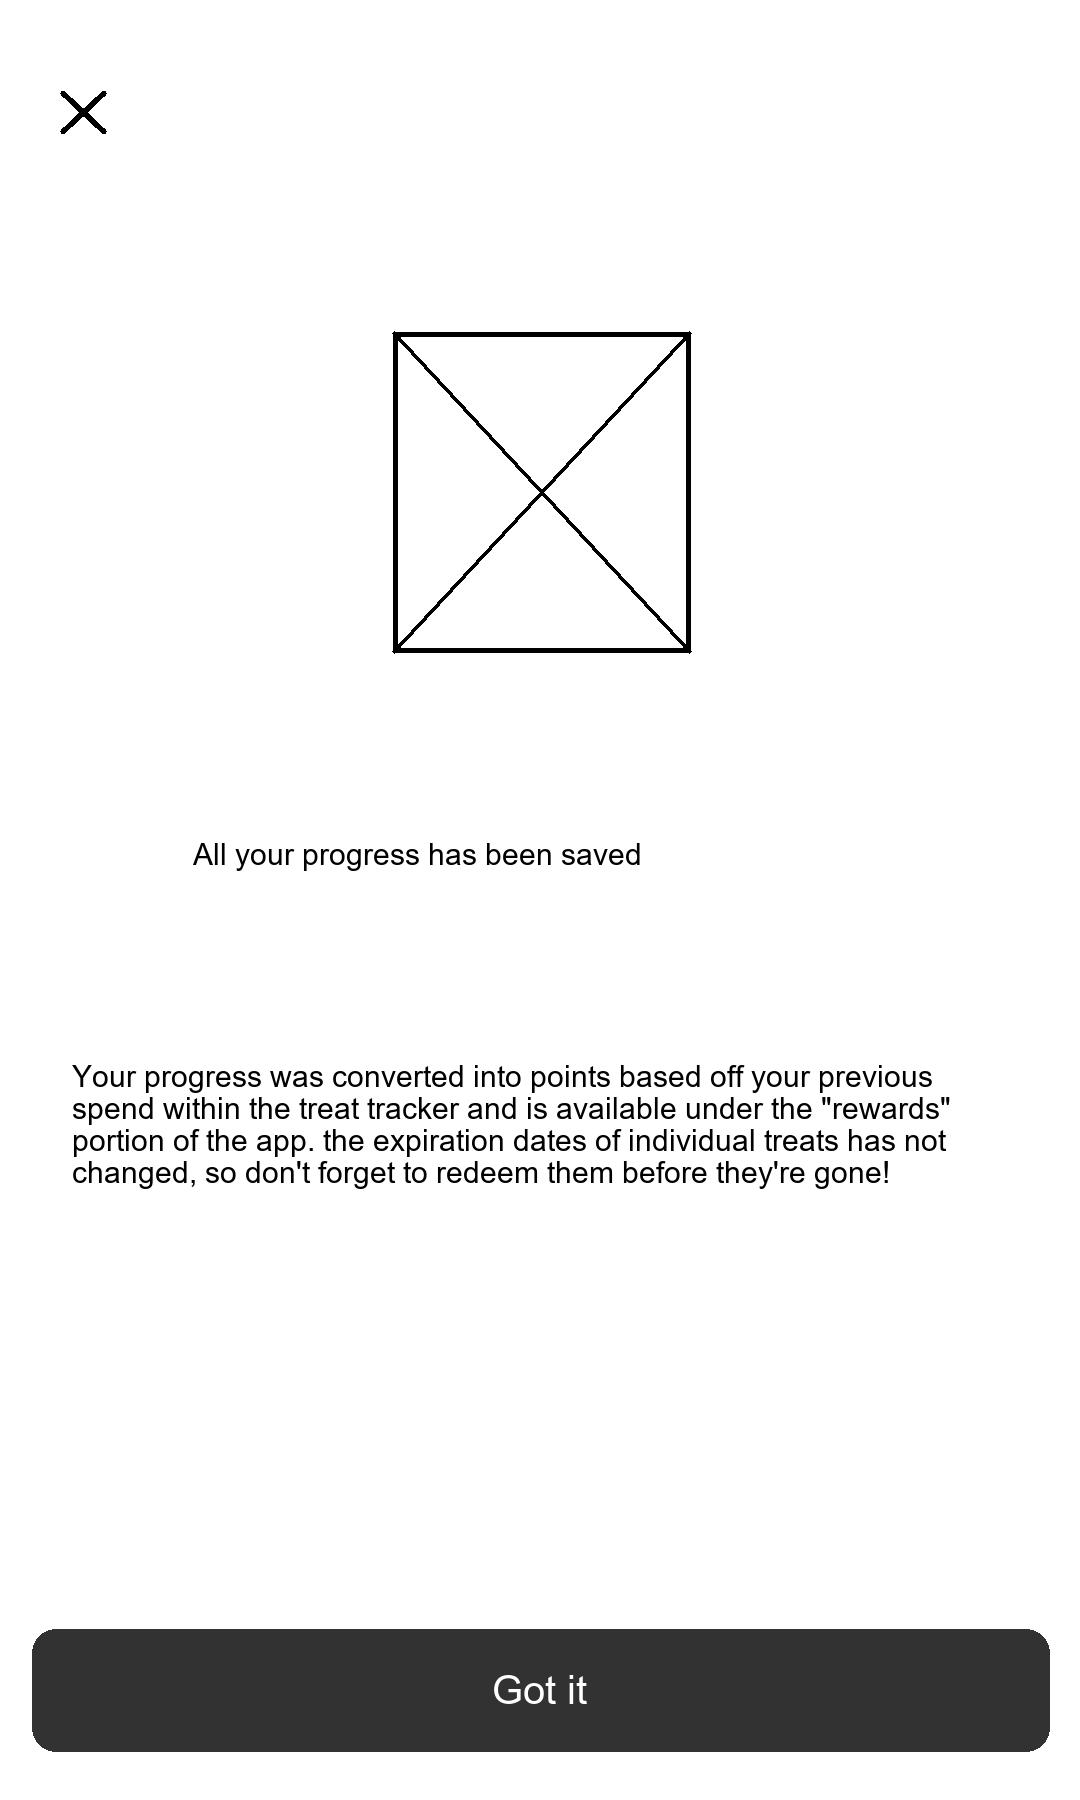 All your progress has been saved
Your progress was converted into points based off your previous
spend within the treat tracker and is available under the "rewards"
portion of the app. the expiration dates of individual treats has not
changed, so don't forget to redeem them before they're gone!
Got it